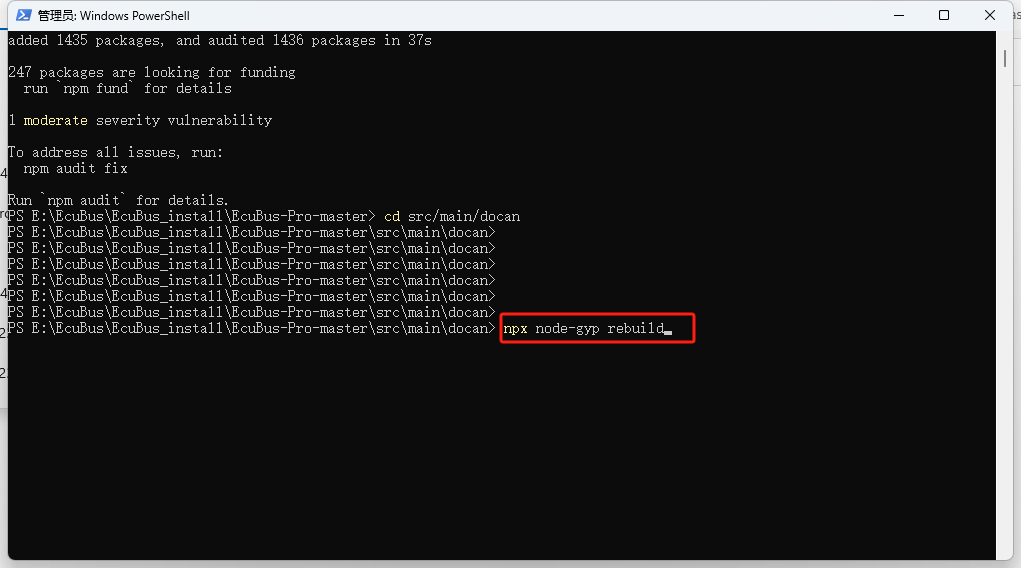 管理员: Windows PowerShell
added 1435 packages, and audited 1436 packages in 37s
247 packages are looking for funding
run `npm fund` for details
1 moderate severity vulnerability
To address all issues, run:
npm audit fix
Run `npm audit` for details.
PS E:\EcuBus\EcuBus_install\EcuBus-Pro-master> cd src/main/docan
PS E:\EcuBus\EcuBus_install\EcuBus-Pro-master\src\main\docan>
PS E:\EcuBus\EcuBus_install\EcuBus-Pro-master\src\main\docan>
PS E:\EcuBus\EcuBus_install\EcuBus-Pro-master\src\main\docan>
PS E:\EcuBus\EcuBus_install\EcuBus-Pro-master\src\main\docan>
PS E:\EcuBus\EcuBus_install\EcuBus-Pro-master\src\main\docan>
PS E:\EcuBus\EcuBus_install\EcuBus-Pro-master\src\main\docan>
PS E:\EcuBus\EcuBus_install\EcuBus-Pro-master\src\main\docan> npx node-gyp rebuild